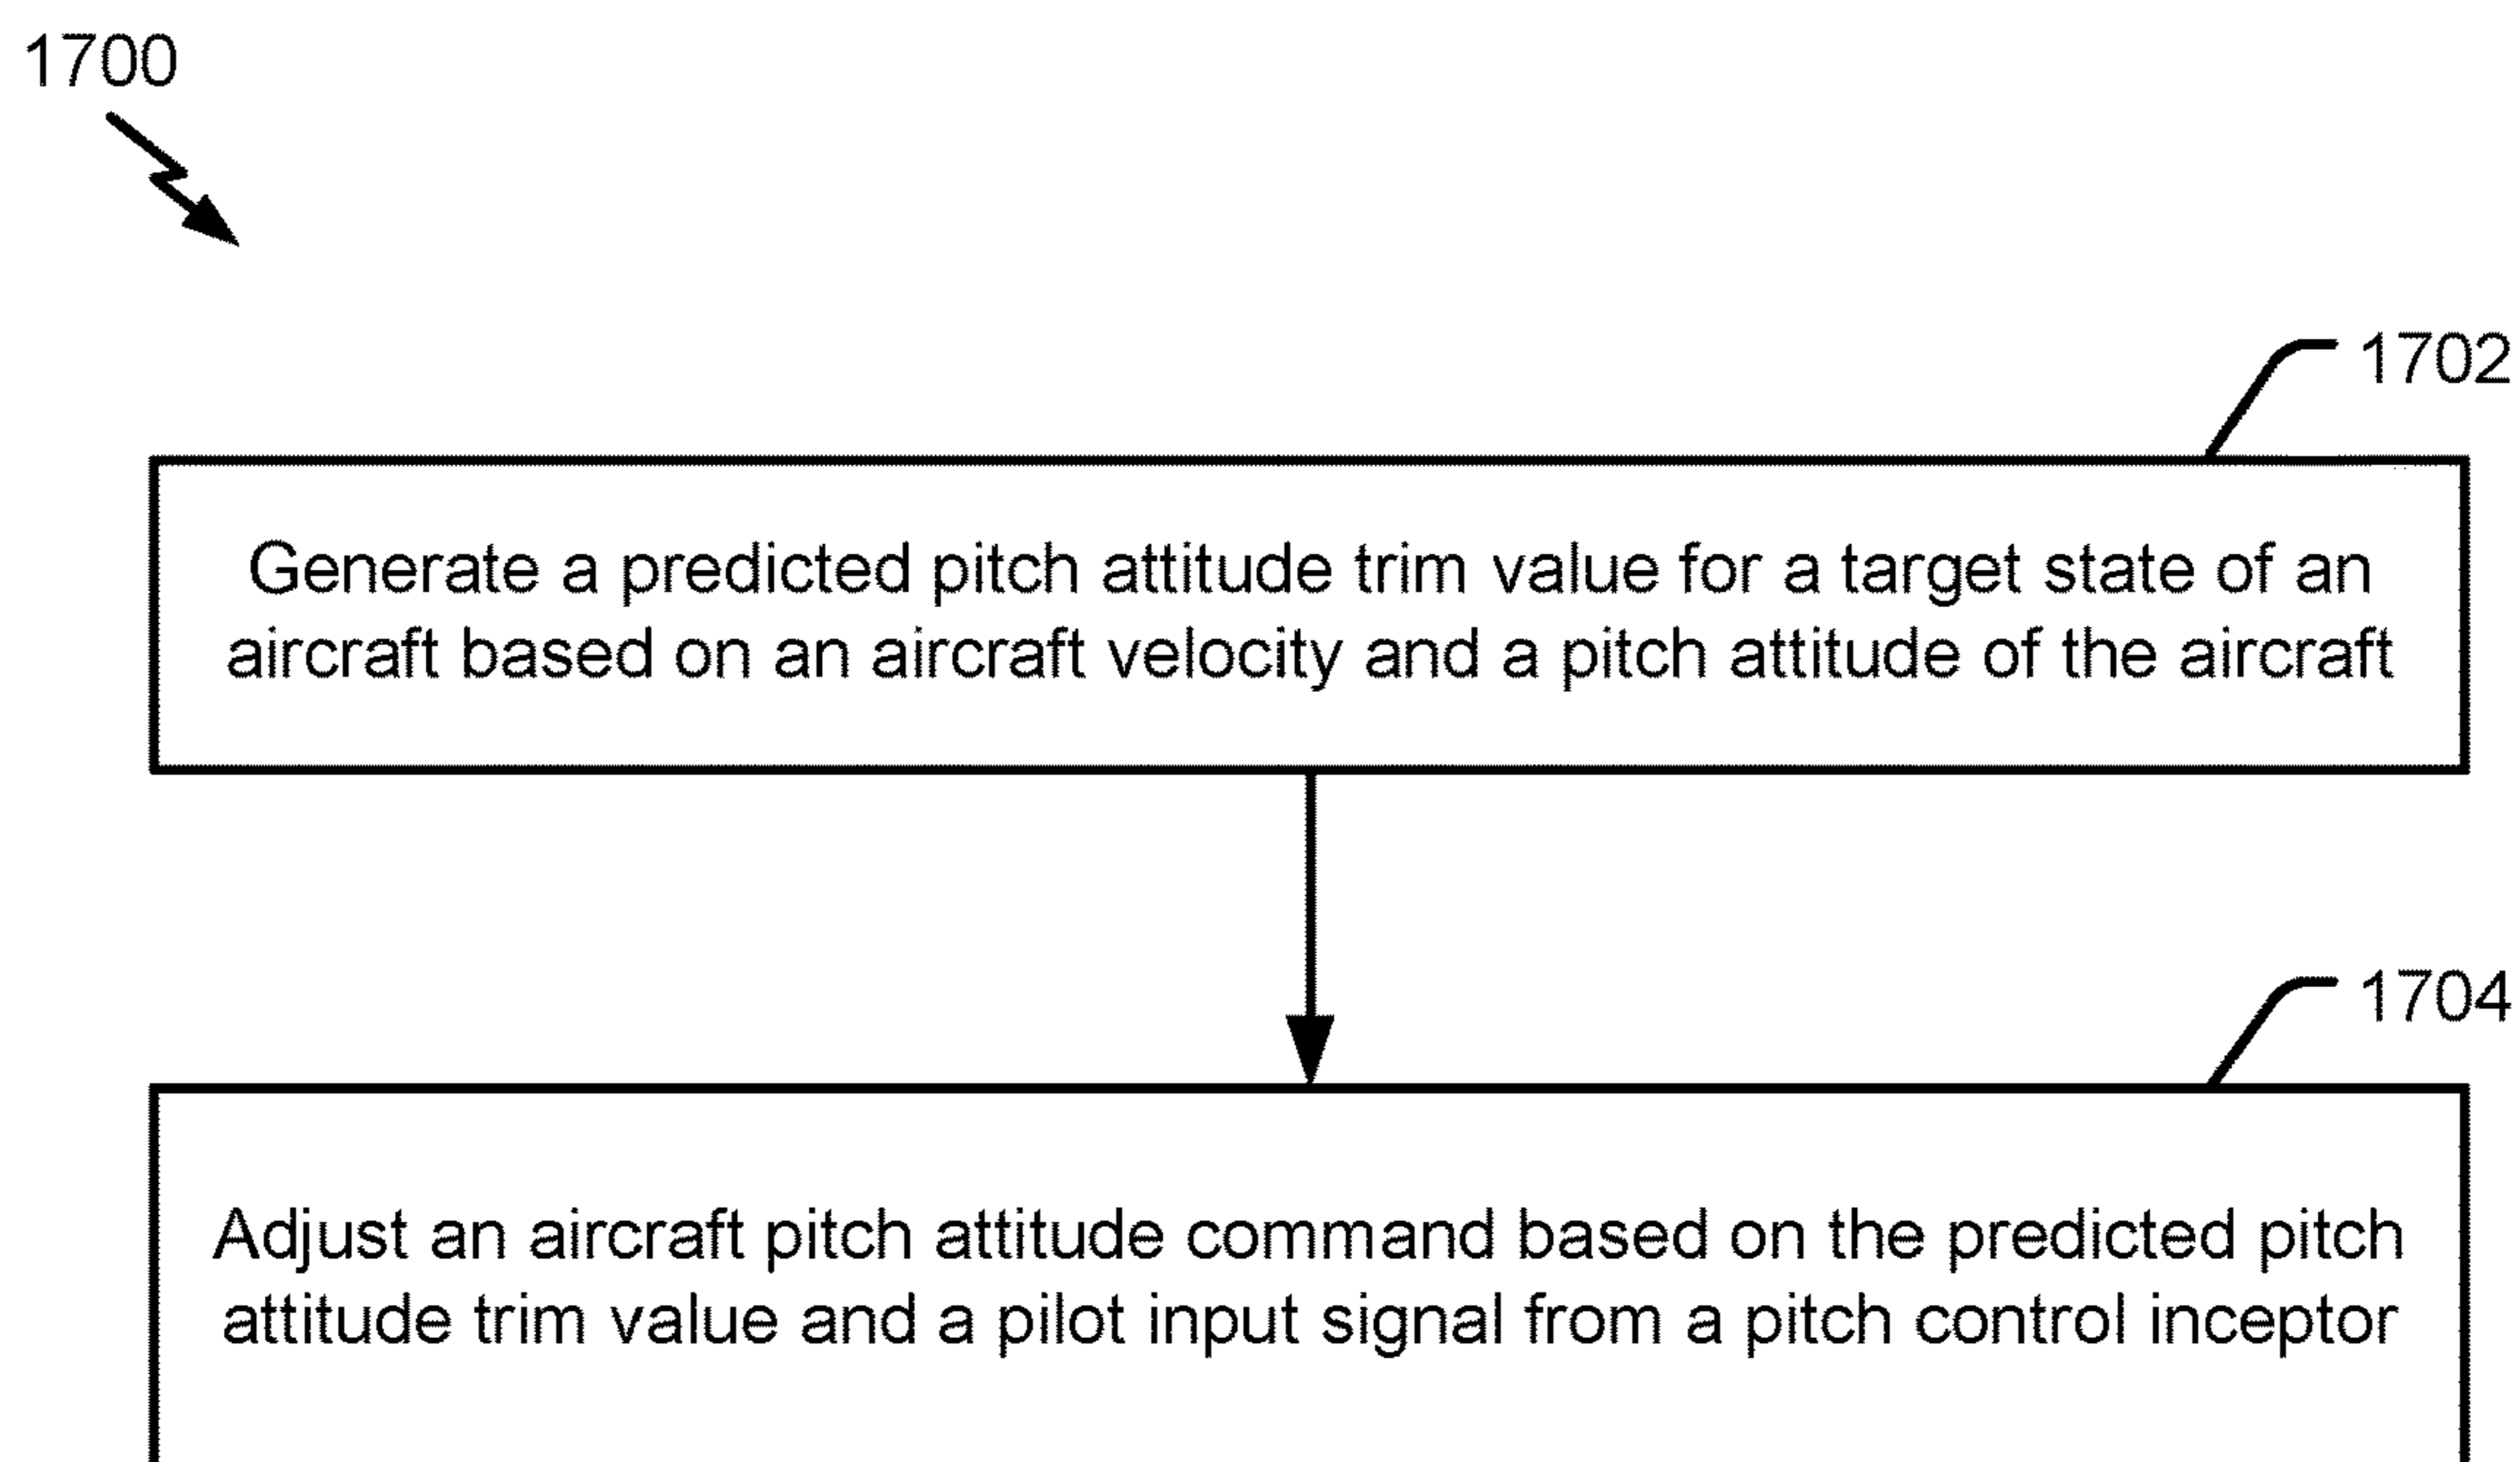 1700
1702
Generate a predicted pitch attitude trim value for a target state of an
aircraft based on an aircraft velocity and a pitch attitude of the aircraft
1704
Adjust an aircraft pitch attitude command based on the predicted pitch
attitude trim value and a pilot input signal from a pitch control inceptor